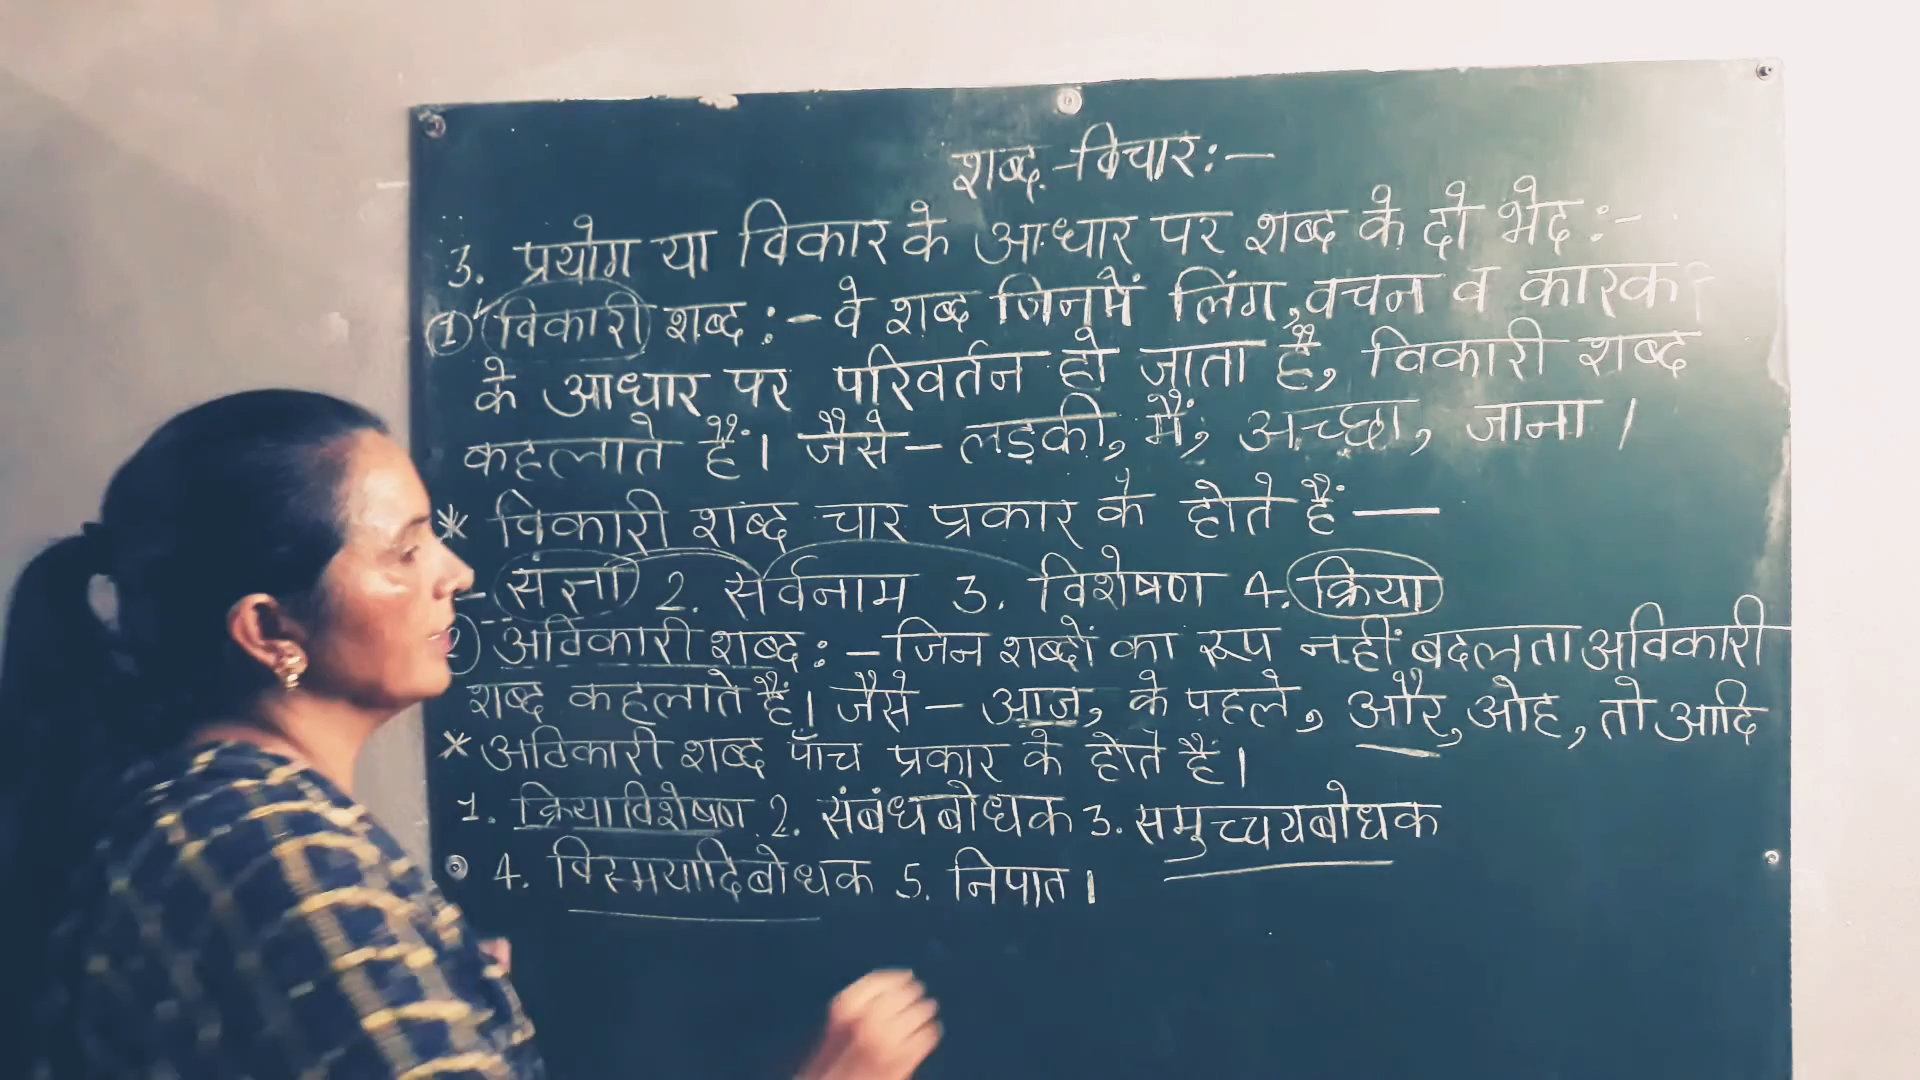 शब्द-विचार:-
3. प्रयोग या विकार के आधार पर शब्द के दो भेद:-
(1) विकारी शब्द:- वे शब्द जिनमें लिंग, वचन व कारक
के आधार पर परिवर्तन हो जाता है, विकारी शब्द
कहलाते हैं। जैसे- लड़की, मैं, अच्छा, जाना।
* विकारी शब्द चार प्रकार के होते हैं—
संज्ञा 2. सर्वनाम 3. विशेषण 4. क्रिया
2) अविकारी शब्द:- जिन शब्दों का रूप नहीं बदलता अविकारी
शब्द कहलाते हैं। जैसे- आज, के पहले, और, ओह, तो आदि
* अविकारी शब्द पाँच प्रकार के होते हैं।
1. क्रियाविशेषण 2. संबंधबोधक 3. समुच्चयबोधक
4. विस्मयादिबोधक 5. निपात।